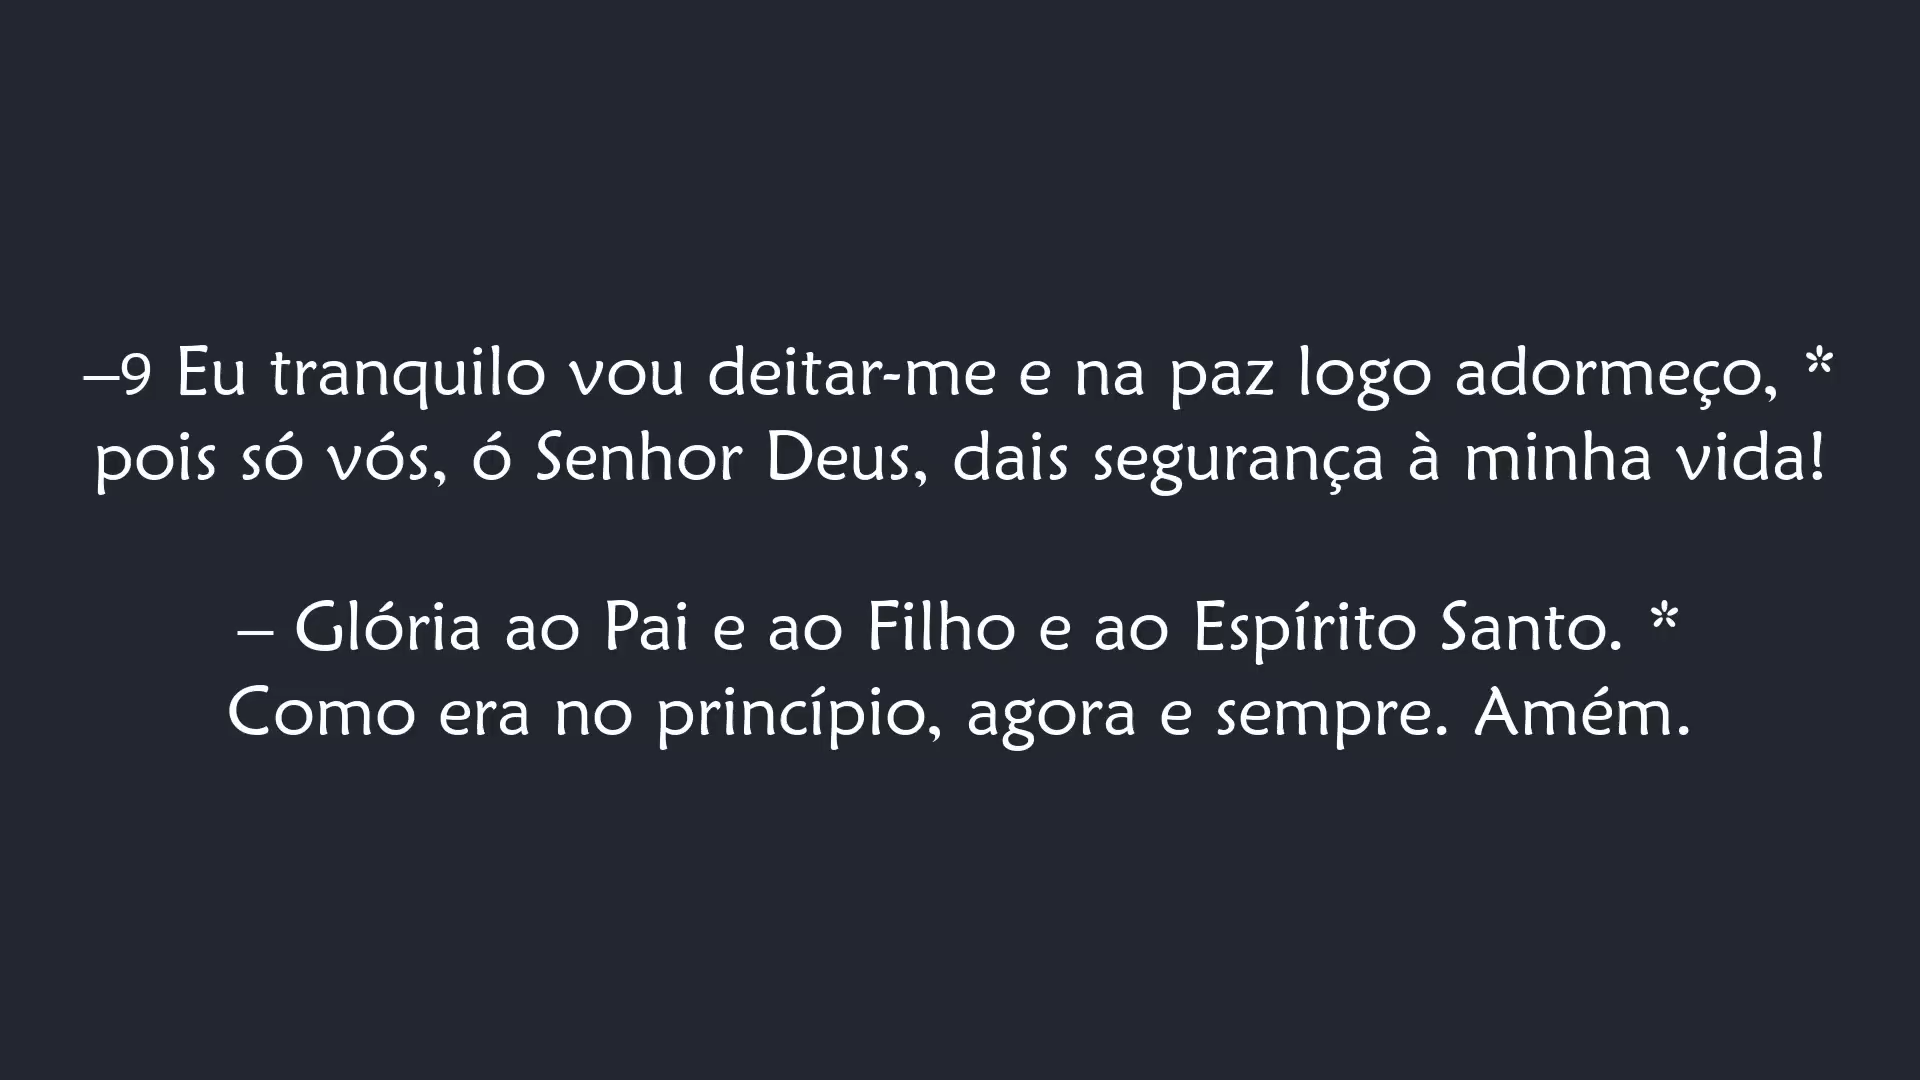 –9 Eu tranquilo vou deitar-me e na paz logo adormeço, *
pois só vós, ó Senhor Deus, dais segurança à minha vida!
– Glória ao Pai e ao Filho e ao Espírito Santo. *
Como era no princípio, agora e sempre. Amém.